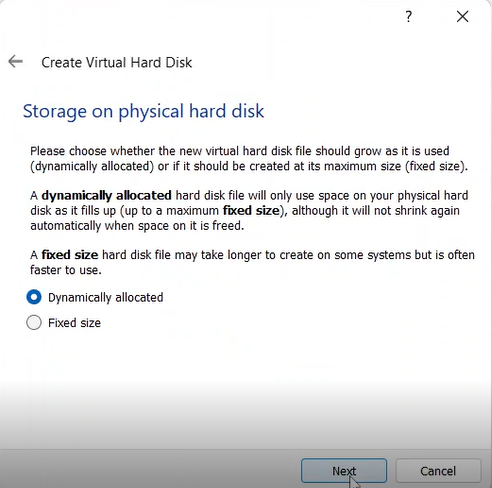 ?
Create Virtual Hard Disk
Storage on physical hard disk
Please choose whether the new virtual hard disk file should grow as it is used
(dynamically allocated) or if it should be created at its maximum size (fixed size).
A dynamically allocated hard disk file will only use space on your physical hard
disk as it fills up (up to a maximum fixed size), although it will not shrink again
automatically when space on it is freed.
A fixed size hard disk file may take longer to create on some systems but is often
faster to use.
Dynamically allocated
Fixed size
Next
Cancel